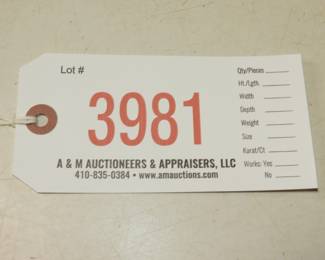 Lot #
3981
A & M AUCTIONEERS & APPRAISERS, LLC
410-835-0384 • www.amauctions.com
Qty/Pieces
Ht./Lgth
Width
Depth
Weight
Size
Karat/Ct
Works: Yes
No